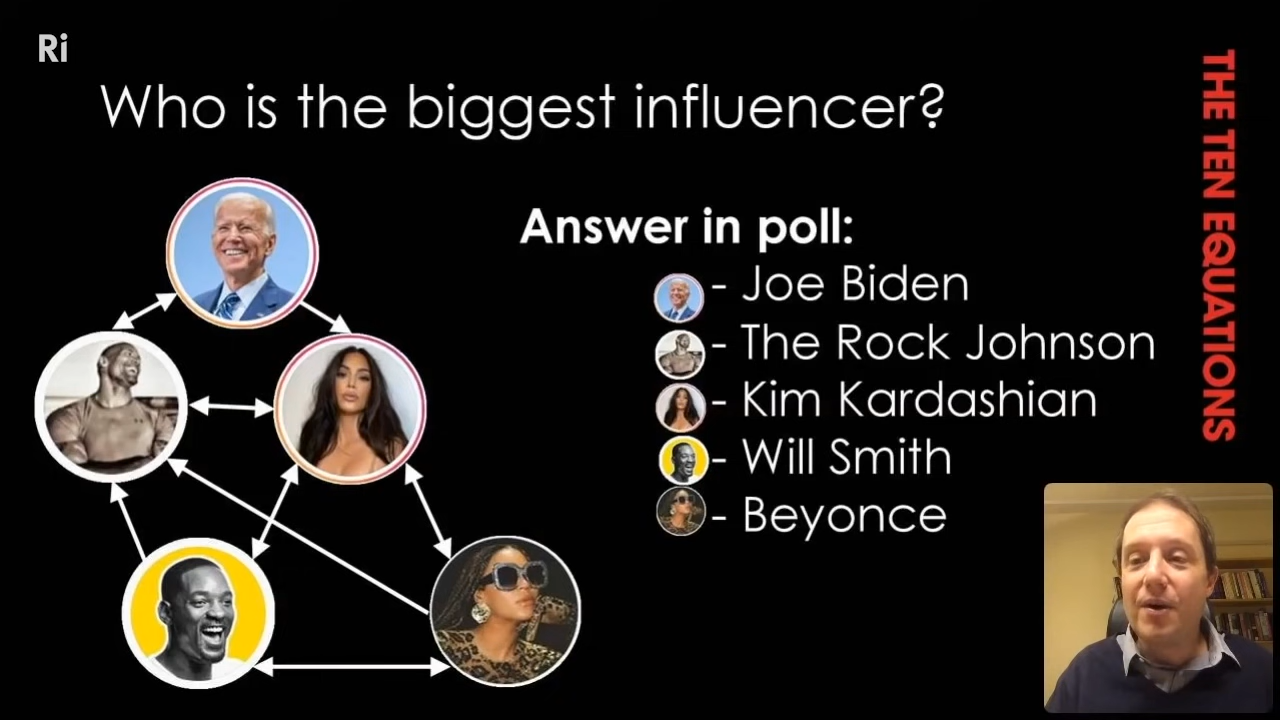 Ri
Who is the biggest influencer?
THE TEN EQUATIONS
Answer in poll:
- Joe Biden
- The Rock Johnson
- Kim Kardashian
- Will Smith
- Beyonce